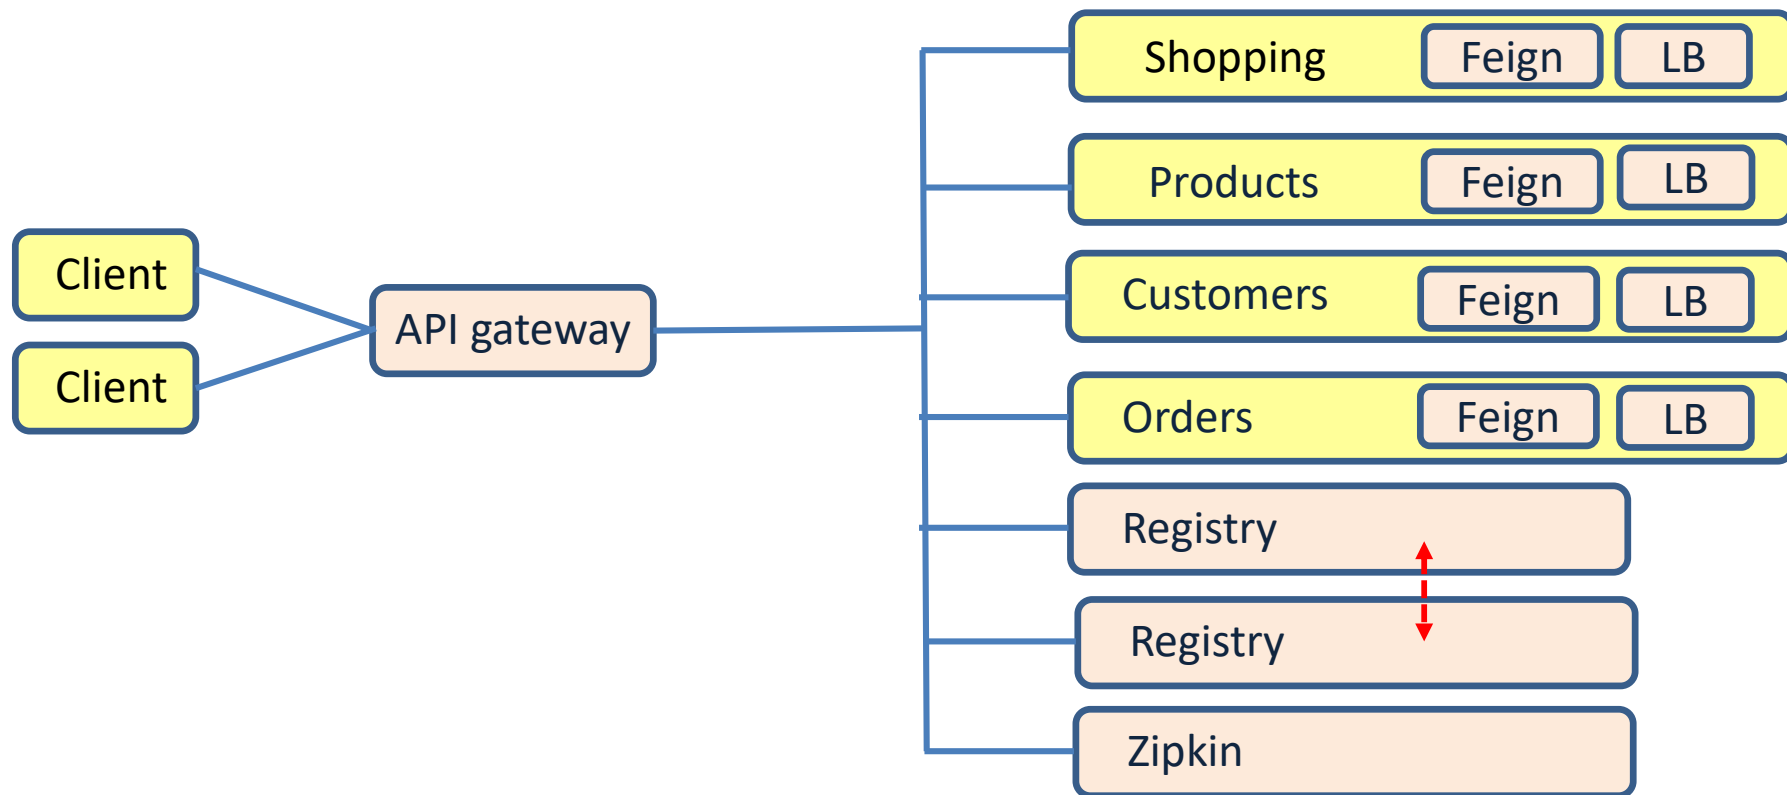 Shopping Feign LB
Products Feign LB
Client
Customers Feign LB
API gateway
Client
Orders Feign LB
Registry
Registry
Zipkin